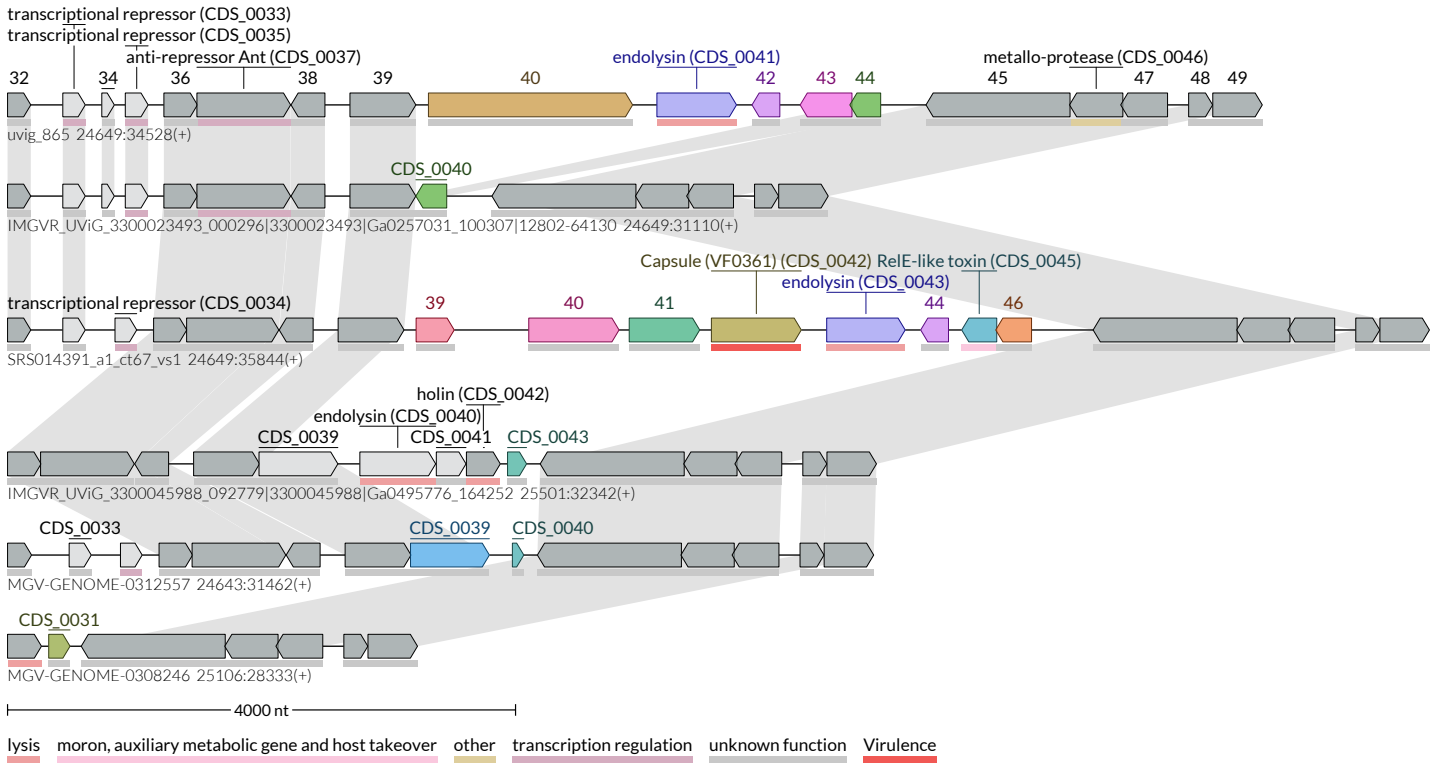 transcriptional repressor (CDS_0033)
transcriptional repressor (CDS_0035)
anti-repressor Ant (CDS_0037) endolysin (CDS_0041) metallo-protease (CDS_0046)
32 34 36 38 39 40 42 43 44 45 47 48 49
uvig_865 24649:34528(+)
CDS_0040
IMGVR_UViG_3300023493_000296|3300023493|Ga0257031_100307|12802-64130 24649:31110(+)
Capsule (VF0361) (CDS_0042) RelE-like toxin (CDS_0045)
endolysin (CDS_0043)
transcriptional repressor (CDS_0034) 39 40 41 44 46
SRS014391_a1_ct67_vs1 24649:35844(+)
holin (CDS_0042)
endolysin (CDS_0040)
CDS_0039 CDS_0041 CDS_0043
IMGVR_UViG_3300045988_092779|3300045988|Ga0495776_164252 25501:32342(+)
CDS_0033 CDS_0039 CDS_0040
MGV-GENOME-0312557 24643:31462(+)
CDS_0031
MGV-GENOME-0308246 25106:28333(+)
4000 nt
lysis moron, auxiliary metabolic gene and host takeover other transcription regulation unknown function Virulence